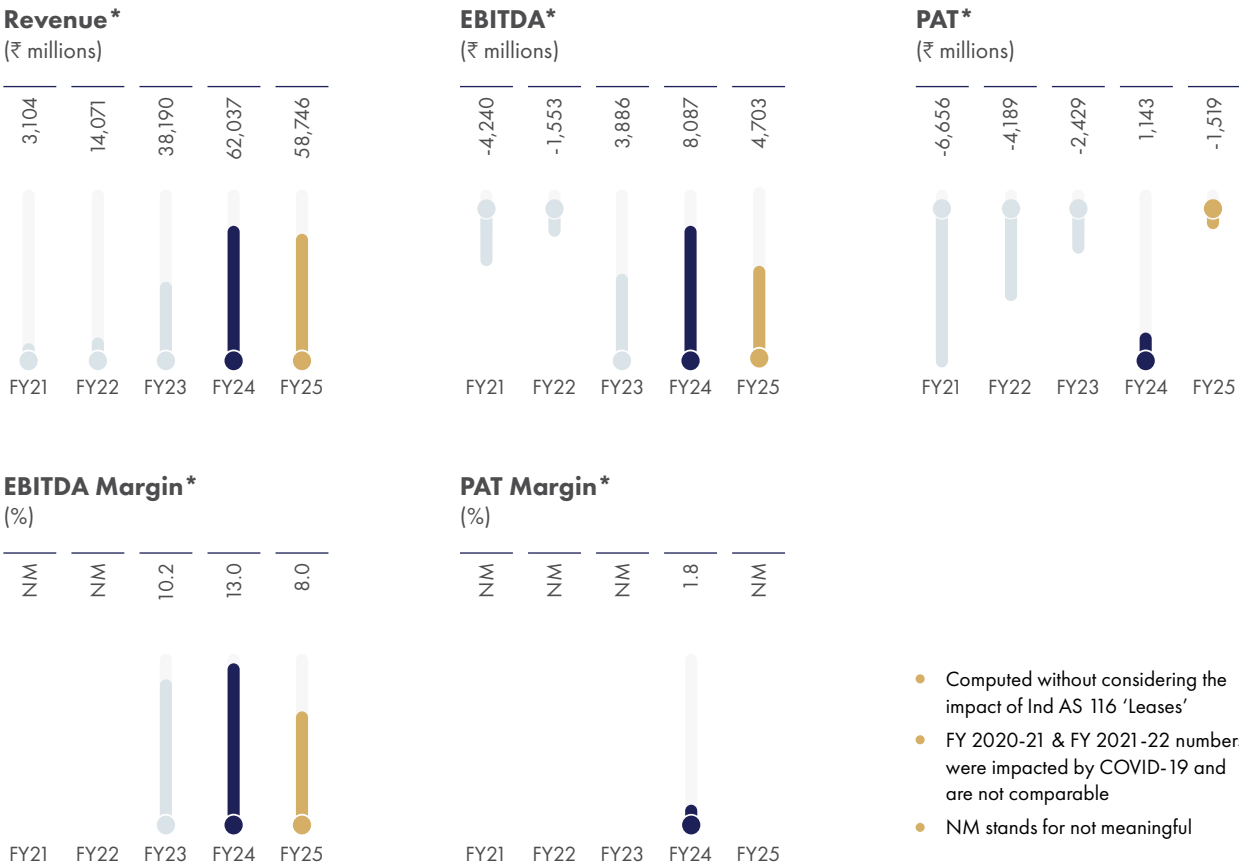 Revenue*
(₹ millions)
3,104
14,071
38,190
62,037
58,746
FY21 FY22 FY23 FY24 FY25
EBITDA*
(₹ millions)
-4,240
-1,553
3,886
8,087
4,703
FY21 FY22 FY23 FY24 FY25
PAT*
(₹ millions)
-6,656
-4,189
-2,429
1,143
-1,519
FY21 FY22 FY23 FY24 FY25
EBITDA Margin*
(%)
NM
NM
10.2
13.0
8.0
FY21 FY22 FY23 FY24 FY25
PAT Margin*
(%)
NM
NM
NM
1.8
NM
FY21 FY22 FY23 FY24 FY25
• Computed without considering the
impact of Ind AS 116 ‘Leases’
• FY 2020-21 & FY 2021-22 number
were impacted by COVID-19 and
are not comparable
• NM stands for not meaningful